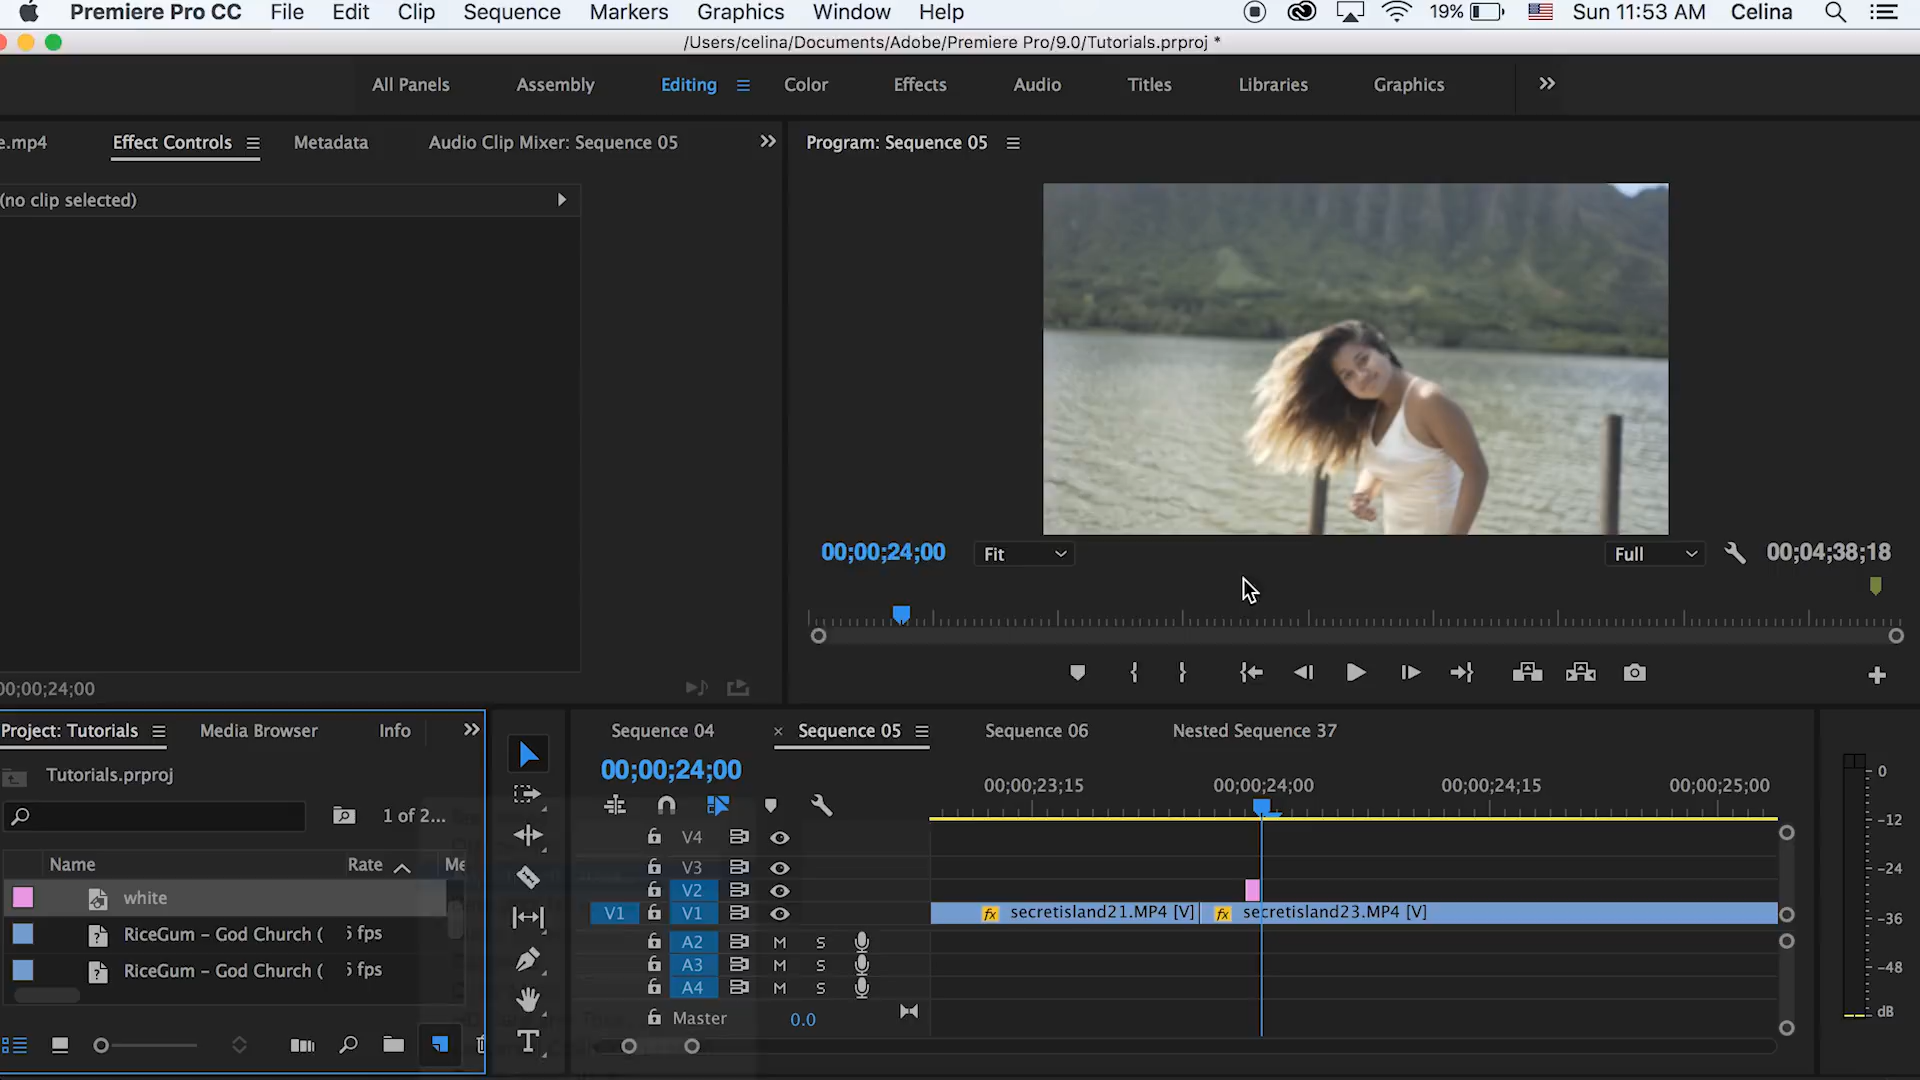 Premiere Pro CC File Edit Clip Sequence Markers Graphics Window Help 19% Sun 11:53 AM Celina
/Users/celina/Documents/Adobe/Premiere Pro/9.0/Tutorials.prproj *
All Panels Assembly Editing Color Effects Audio Titles Libraries Graphics
e.mp4 Effect Controls Metadata Audio Clip Mixer: Sequence 05
Program: Sequence 05
(no clip selected)
00;00;24;00 Fit Full 00;04;38;18
00;00;24;00
Project: Tutorials Media Browser Info
Sequence 04 × Sequence 05 Sequence 06 Nested Sequence 37
Tutorials.prproj
00;00;24;00
00;00;23;15 00;00;24;00 00;00;24;15 00;00;25;00
1 of 2...
Name Rate Me
white
RiceGum – God Church ( 5 fps
RiceGum – God Church ( 5 fps
V4
V3
V2
V1 V1 fx secretisland21.MP4 [V] fx secretisland23.MP4 [V]
A2 M S
A3 M S
A4 M S
Master 0.0
T
0
-12
-24
-36
-48
dB